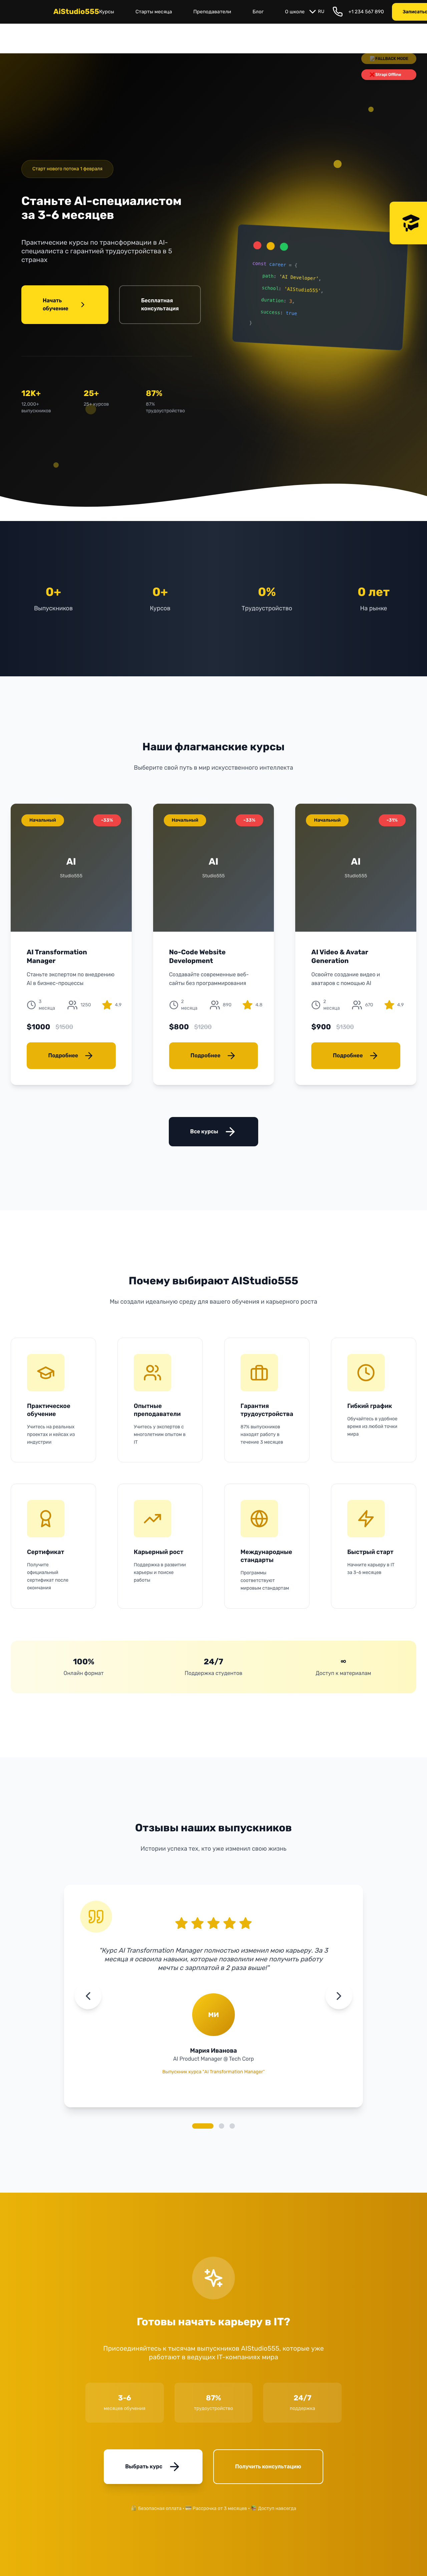 AiStudio555 Курсы Старты месяца Преподаватели Блог О школе RU +1 234 567 890
FALLBACK MODE
Strapi Offline
Старт нового потока 1 февраля
Станьте AI-специалистом
за 3-6 месяцев
Практические курсы по трансформации в AI-
специалиста с гарантией трудоустройства в 5
странах
Начать
обучение
Бесплатная
консультация
const career = {
path: "AI Developer",
school: "AIStudio555",
duration: 3,
success: true
}
12K+ 25+ 87%
12,000+
выпускников
25+ курсов
87%
трудоустройство
0+ 0+ 0% 0 лет
Выпускников Курсов Трудоустройство На рынке
Наши флагманские курсы
Выберите свой путь в мир искусственного интеллекта
Начальный -33%
AI
Studio555
AI Transformation
Manager
Станьте экспертом по внедрению
AI в бизнес-процессы
3
месяца
1250 4.9
$1000 $1500
Подробнее
Начальный -33%
AI
Studio555
No-Code Website
Development
Создавайте современные веб-
сайты без программирования
2
месяца
890 4.8
$800 $1200
Подробнее
Начальный -31%
AI
Studio555
AI Video & Avatar
Generation
Освойте создание видео и
аватаров с помощью AI
2
месяца
670 4.9
$900 $1300
Подробнее
Все курсы
Почему выбирают AIStudio555
Мы создали идеальную среду для вашего обучения и карьерного роста
Практическое
обучение
Учитесь на реальных
проектах и кейсах из
индустрии
Опытные
преподаватели
Учитесь у экспертов с
многолетним опытом в
IT
Гарантия
трудоустройства
87% выпускников
находят работу в
течение 3 месяцев
Гибкий график
Обучайтесь в удобное
время из любой точки
мира
Сертификат
Получите
официальный
сертификат после
окончания
Карьерный рост
Поддержка в развитии
карьеры и поиске
работы
Международные
стандарты
Программы
соответствуют
мировым стандартам
Быстрый старт
Начните карьеру в IT
за 3-6 месяцев
100% 24/7 ∞
Онлайн формат Поддержка студентов Доступ к материалам
Отзывы наших выпускников
Истории успеха тех, кто уже изменил свою жизнь
"Курс AI Transformation Manager полностью изменил мою карьеру. За 3
месяца я освоила навыки, которые позволили мне получить работу
мечты с зарплатой в 2 раза выше!"
МИ
Мария Иванова
AI Product Manager @ Tech Corp
Выпускник курса "AI Transformation Manager"
Готовы начать карьеру в IT?
Присоединяйтесь к тысячам выпускников AIStudio555, которые уже
работают в ведущих IT-компаниях мира
3-6 87% 24/7
месяцев обучения трудоустройство поддержка
Выбрать курс Получить консультацию
Безопасная оплата • Рассрочка от 3 месяцев • Доступ навсегда